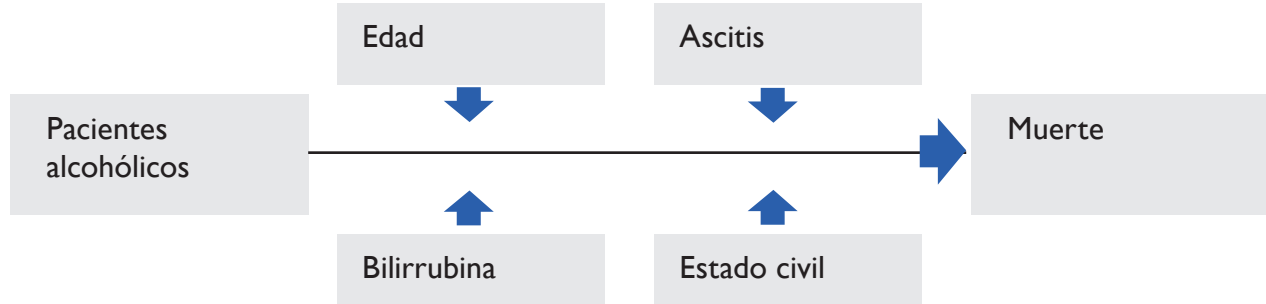 Edad
Ascitis
Pacientes
alcohólicos
Muerte
Bilirrubina
Estado civil